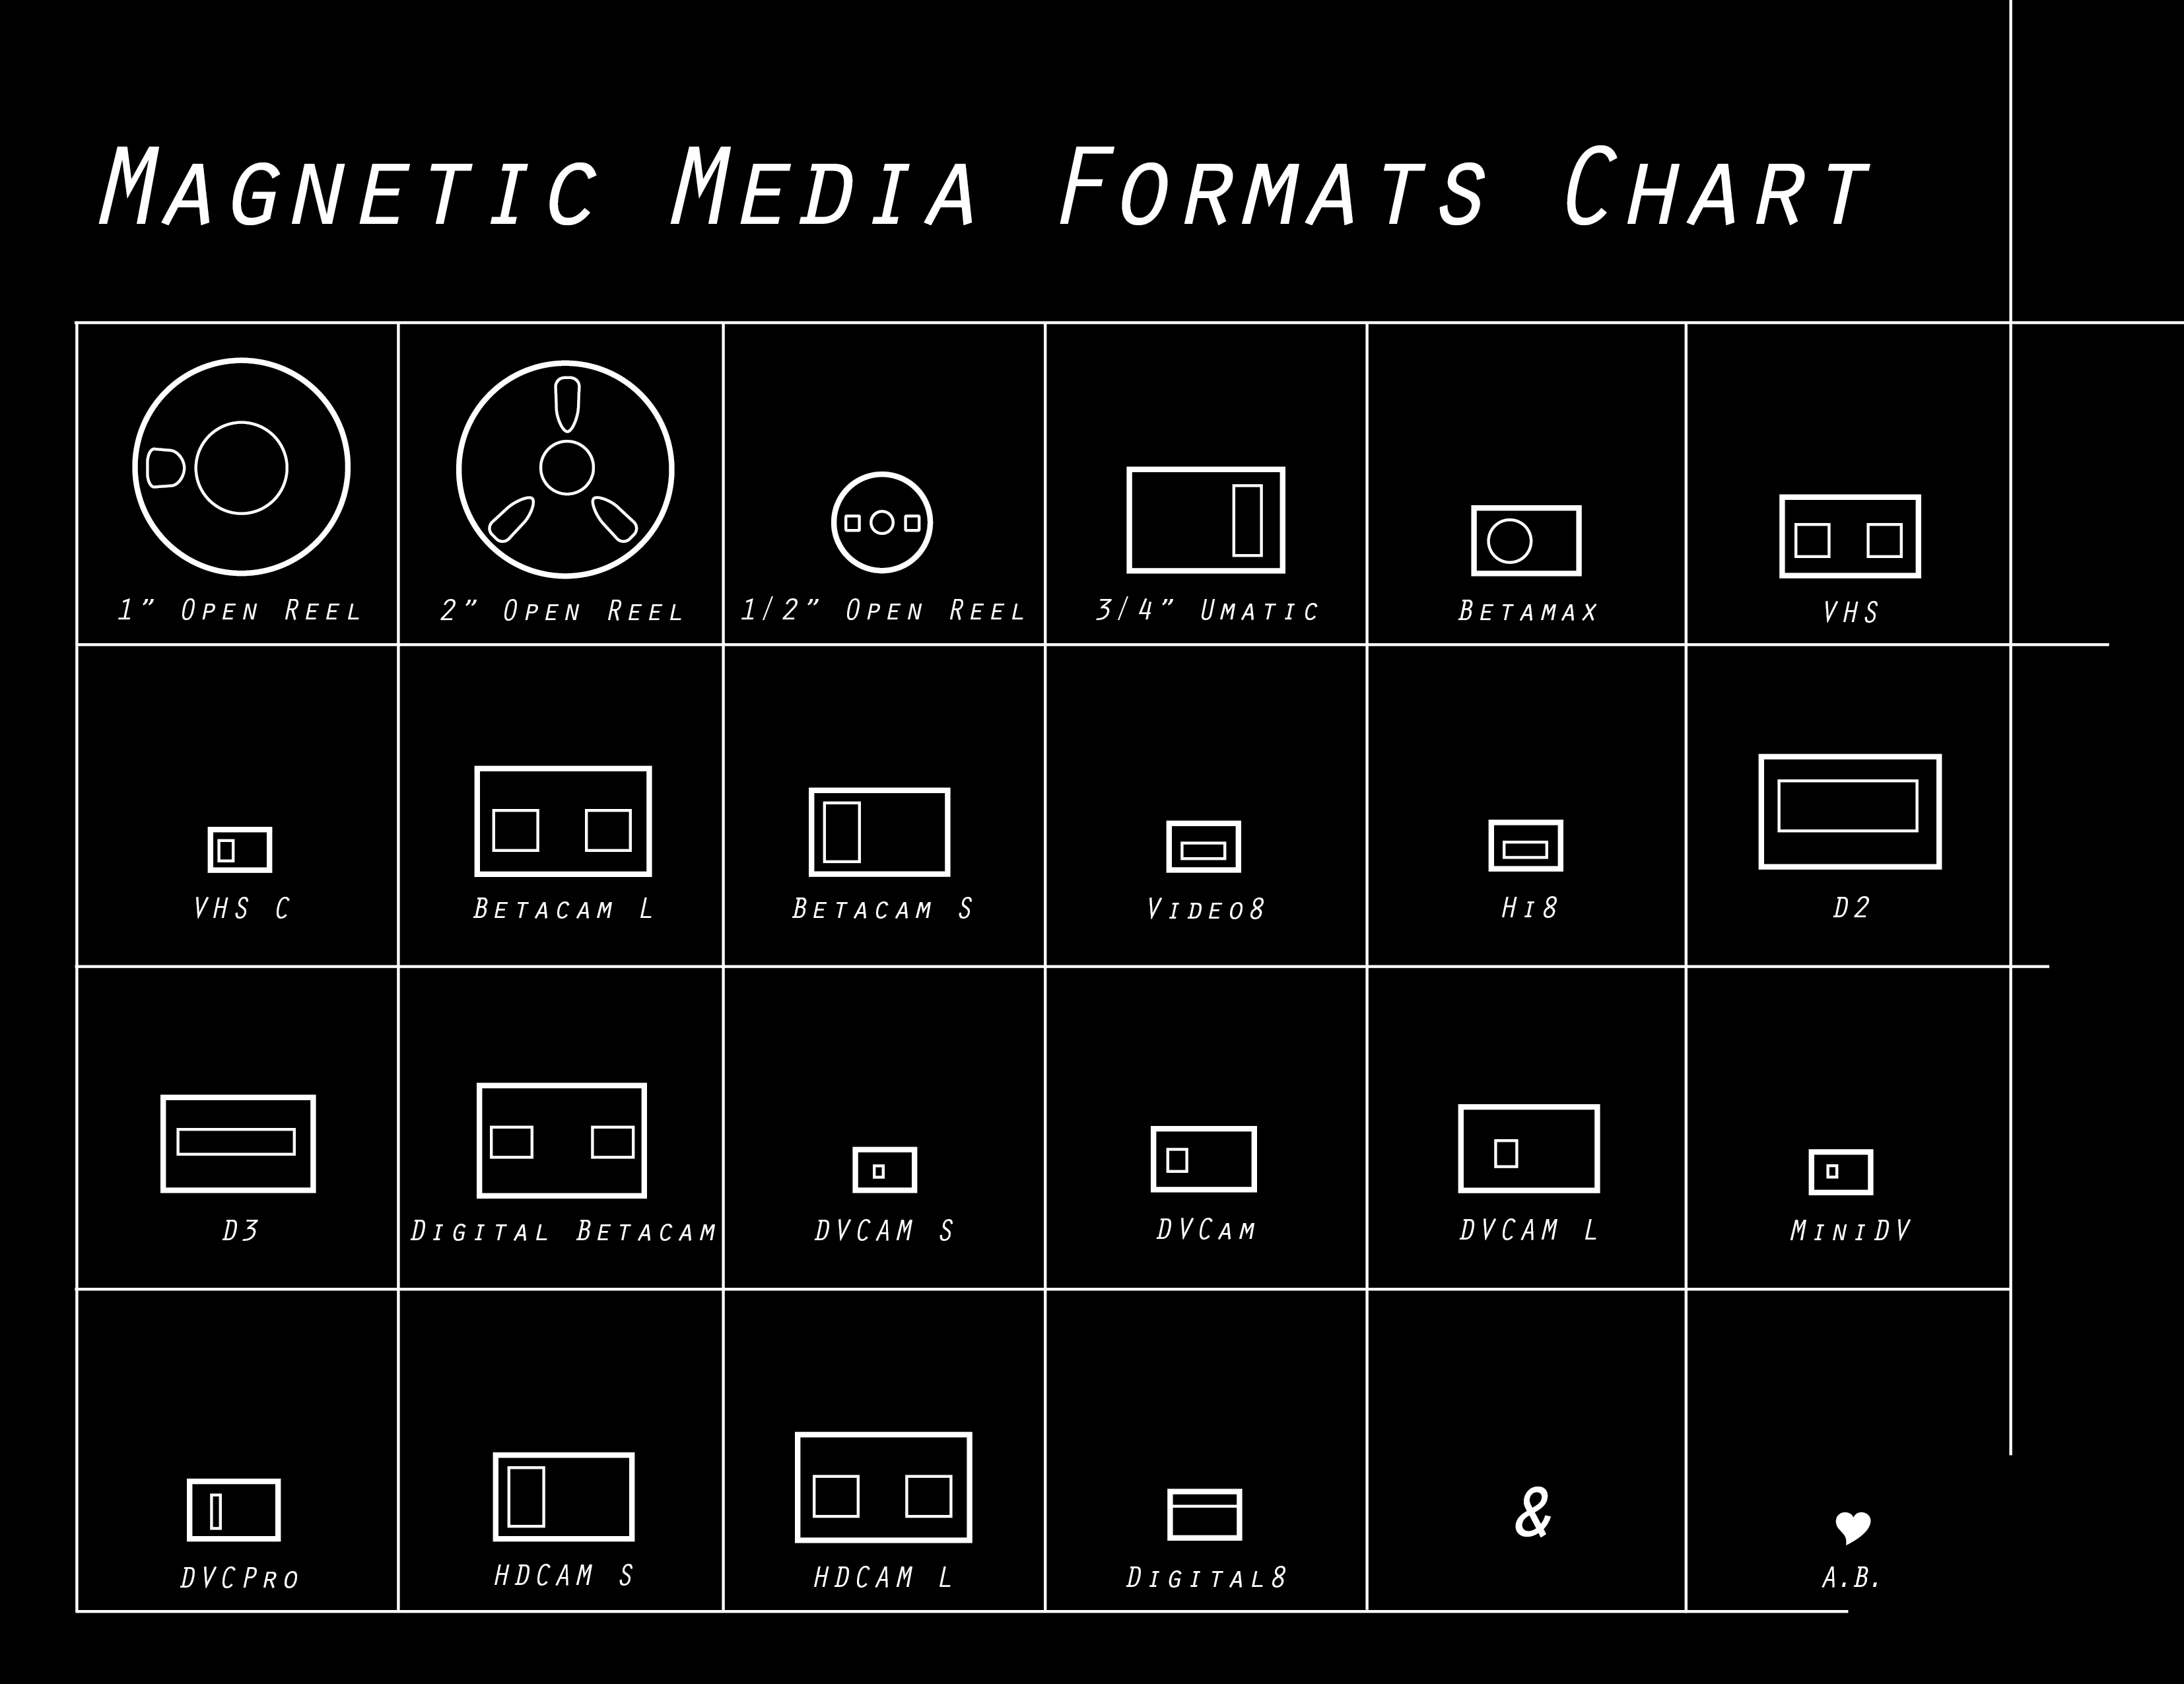 Magnetic Media Formats Chart
1” Open Reel
2” Open Reel
1/2” Open Reel
3/4” Umatic
Betamax
VHS
VHS C
Betacam L
Betacam S
Video8
Hi8
D2
D3
Digital Betacam
DVCAM S
DVCam
DVCAM L
MiniDV
DVCPro
HDCAM S
HDCAM L
Digital8
&
A.B.